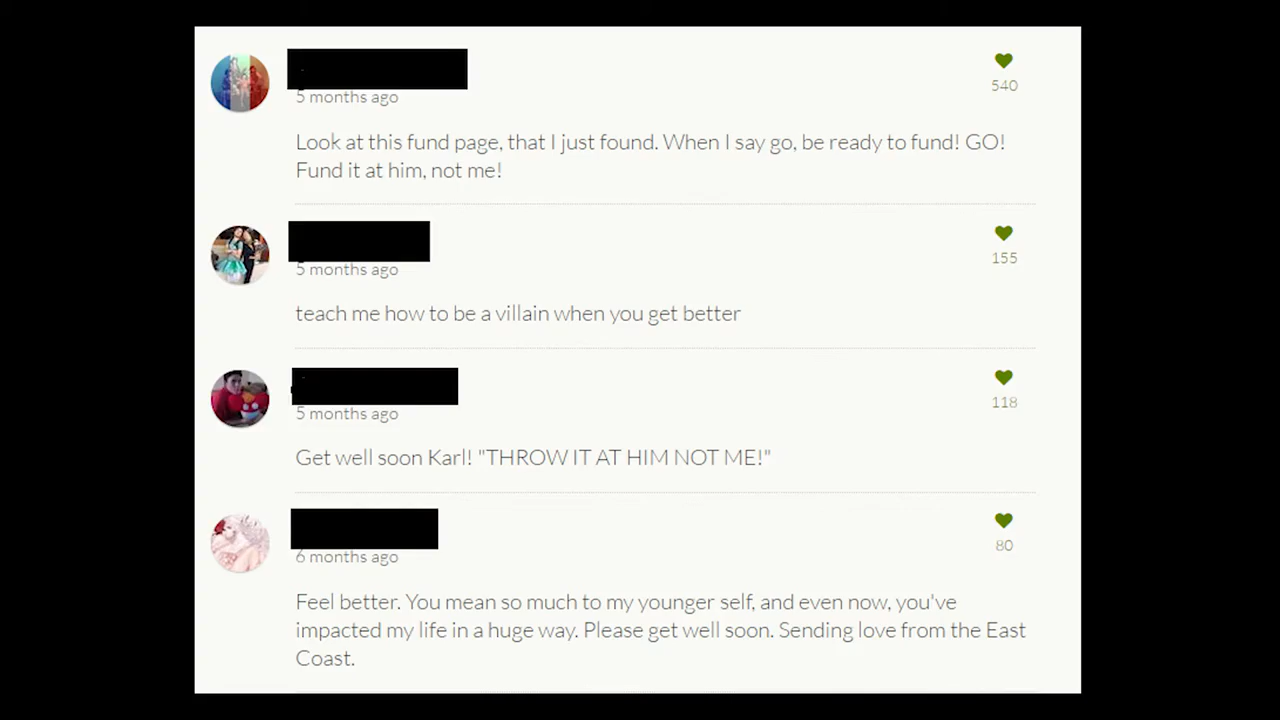 5 months ago
540
Look at this fund page, that I just found. When I say go, be ready to fund! GO!
Fund it at him, not me!
5 months ago
155
teach me how to be a villain when you get better
5 months ago
118
Get well soon Karl! "THROW IT AT HIM NOT ME!"
6 months ago
80
Feel better. You mean so much to my younger self, and even now, you've
impacted my life in a huge way. Please get well soon. Sending love from the East
Coast.